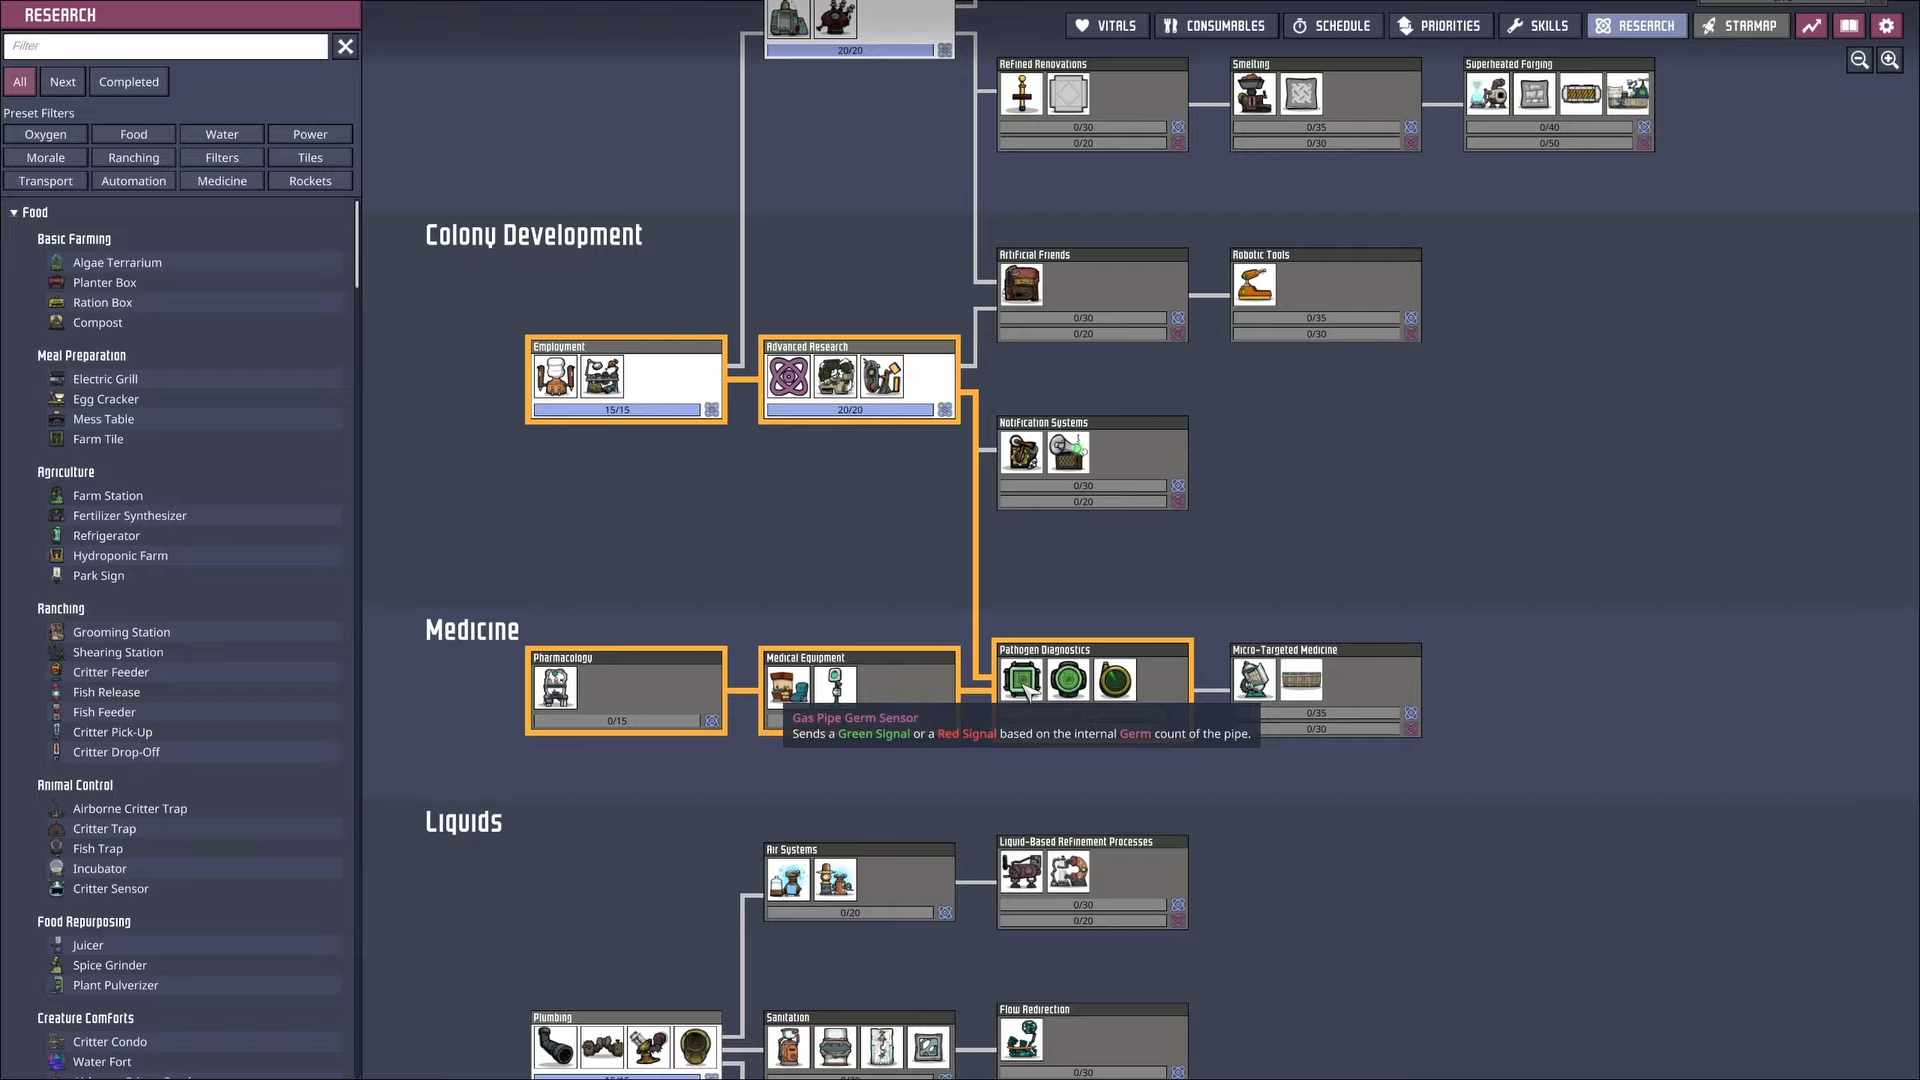 RESEARCH
Filter
All Next Completed
Preset Filters
Oxygen Food Water Power
Morale Ranching Filters Tiles
Transport Automation Medicine Rockets
Food
Basic Farming
Algae Terrarium
Planter Box
Ration Box
Compost
Meal Preparation
Electric Grill
Egg Cracker
Mess Table
Farm Tile
Agriculture
Farm Station
Fertilizer Synthesizer
Refrigerator
Hydroponic Farm
Park Sign
Ranching
Grooming Station
Shearing Station
Critter Feeder
Fish Release
Fish Feeder
Critter Pick-Up
Critter Drop-Off
Animal Control
Airborne Critter Trap
Critter Trap
Fish Trap
Incubator
Critter Sensor
Food Repurposing
Juicer
Spice Grinder
Plant Pulverizer
Creature Comforts
Critter Condo
Water Fort
VITALS CONSUMABLES SCHEDULE PRIORITIES SKILLS RESEARCH STARMAP
20/20
Refined Renovations
0/30
0/20
Smelting
0/35
0/30
Superheated Forging
0/40
0/50
Colony Development
Artificial Friends
0/30
0/20
Robotic Tools
0/35
0/30
Employment
15/15
Advanced Research
20/20
Notification Systems
0/30
0/20
Medicine
Pharmacology
0/15
Medical Equipment
Pathogen Diagnostics
Micro-Targeted Medicine
0/35
0/30
Gas Pipe Germ Sensor
Sends a Green Signal or a Red Signal based on the internal Germ count of the pipe.
Liquids
Air Systems
0/20
Liquid-Based Refinement Processes
0/30
0/20
Plumbing
15/15
Sanitation
Flow Redirection
0/30